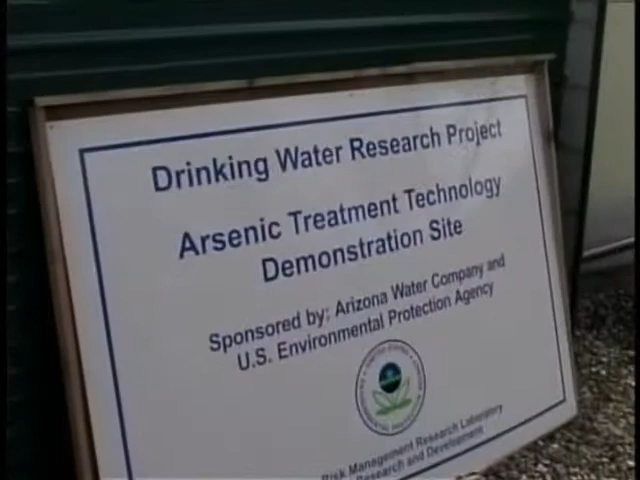 Drinking Water Research Project
Arsenic Treatment Technology
Demonstration Site
Sponsored by: Arizona Water Company and
U.S. Environmental Protection Agency
Risk Management Research Laboratory
Research and Development